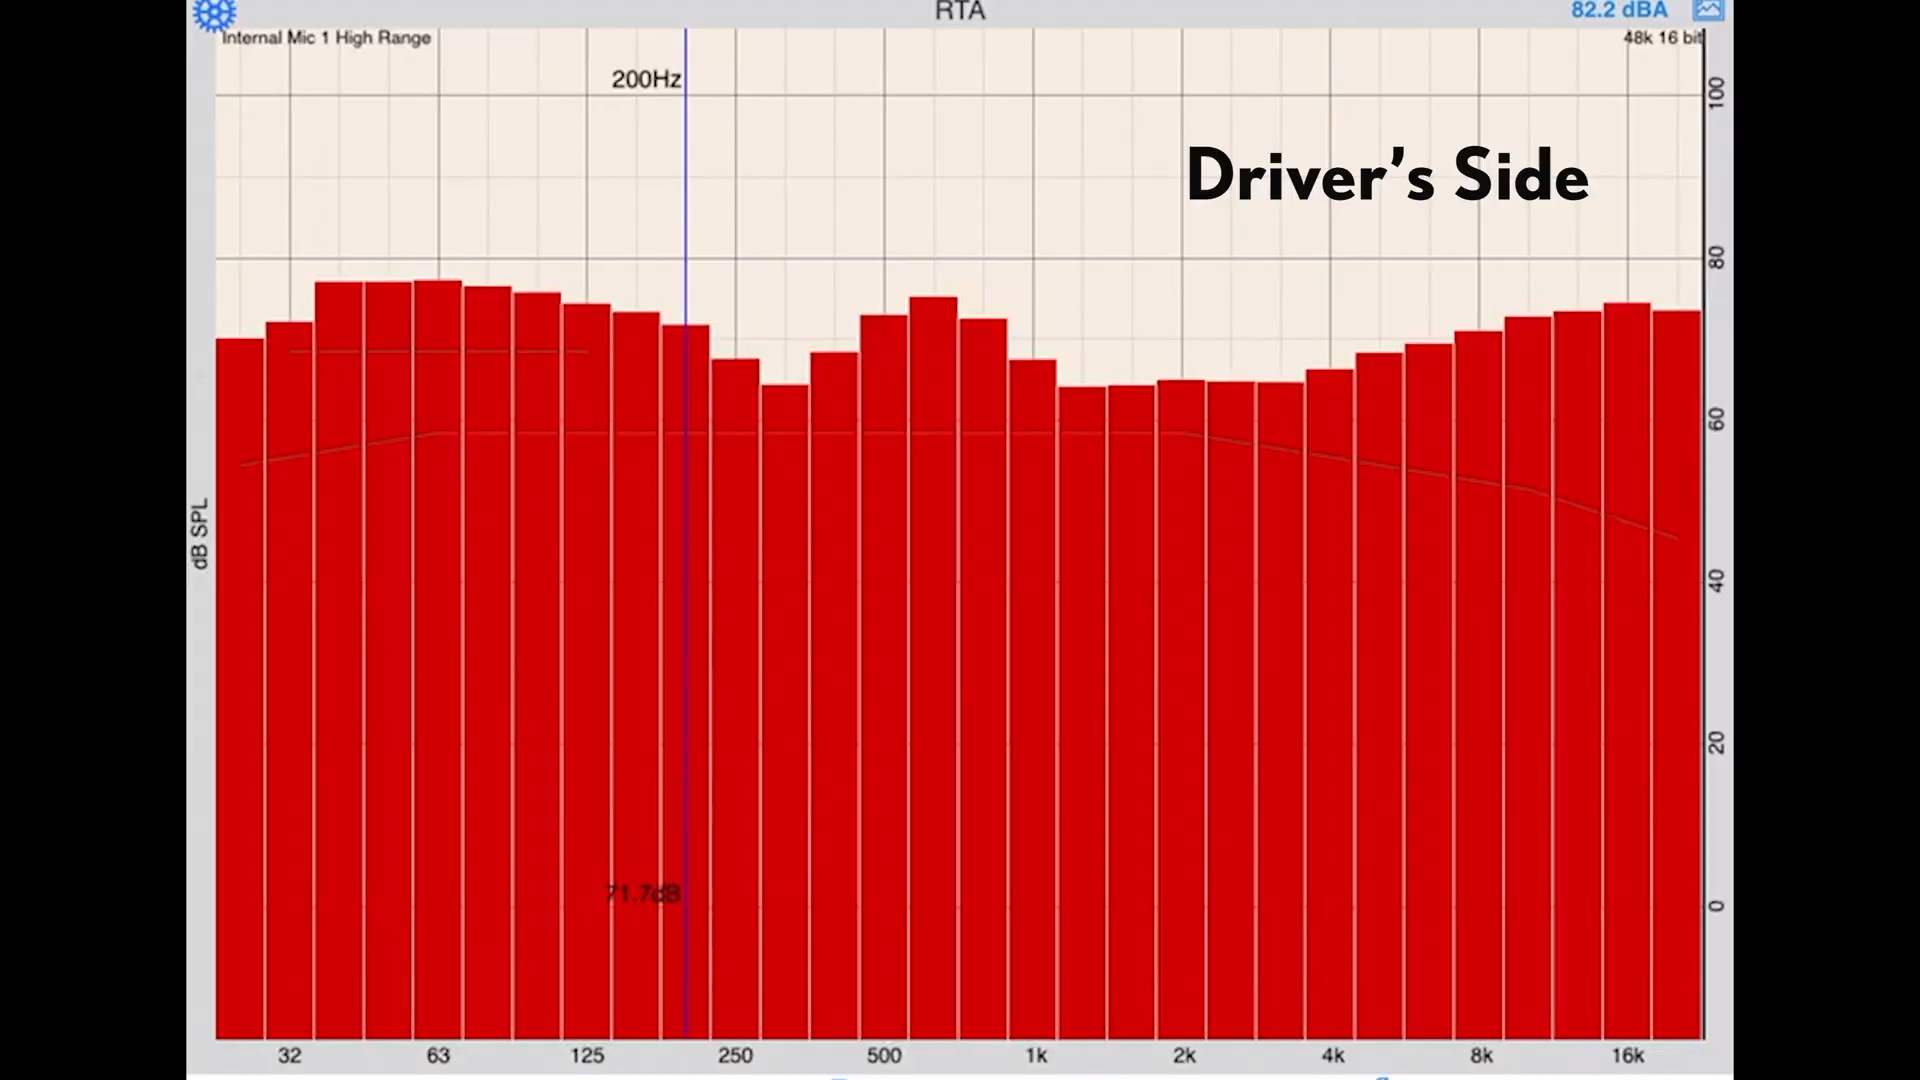 RTA
82.2 dBA
Internal Mic 1 High Range
48k 16 bit
200Hz
Driver's Side
100
80
60
40
20
0
dB SPL
71.7dB
32 63 125 250 500 1k 2k 4k 8k 16k